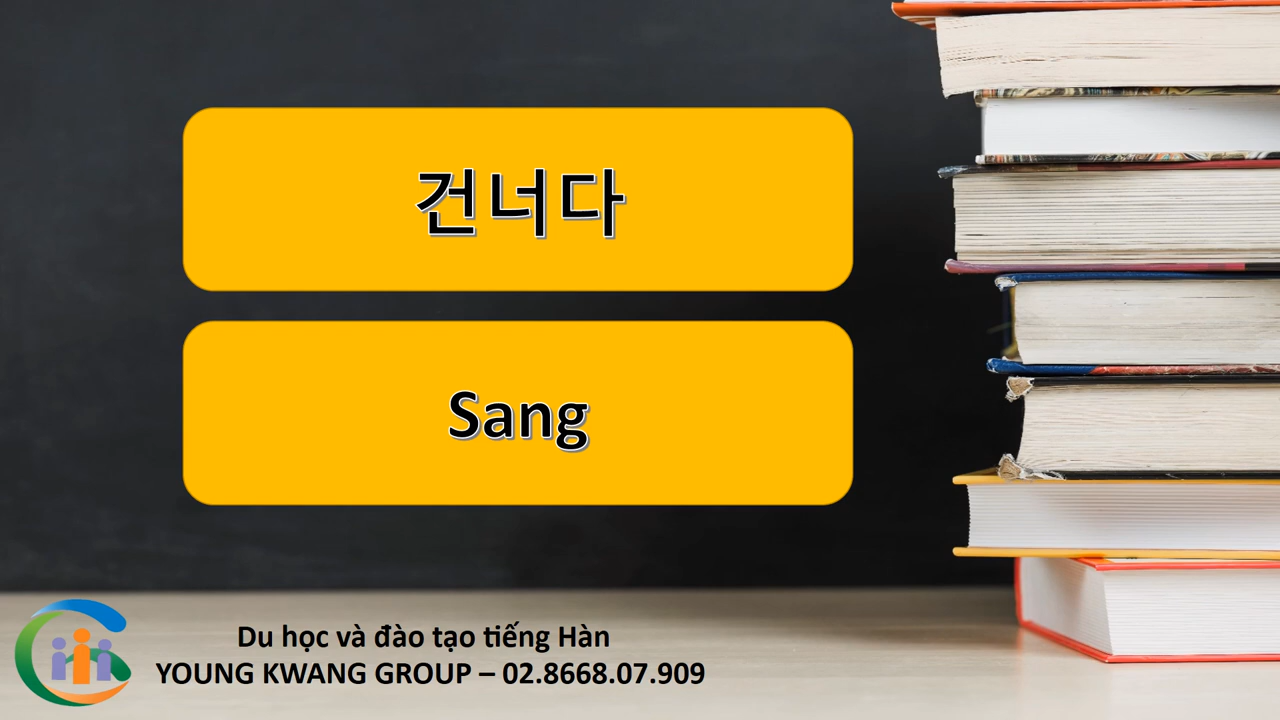 건너다
Sang
Du học và đào tạo tiếng Hàn
YOUNG KWANG GROUP – 02.8668.07.909